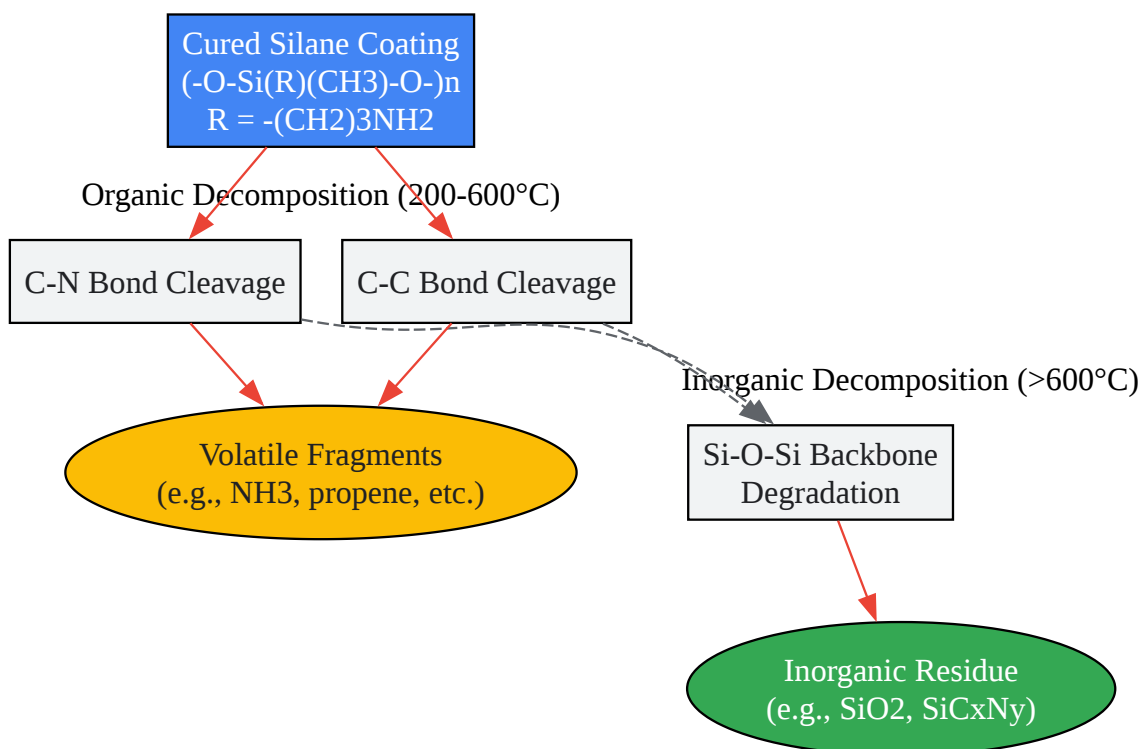 Cured Silane Coating
(-O-Si(R)(CH3)-O-)n
R = -(CH2)3NH2
Organic Decomposition (200-600°C)
C-N Bond Cleavage
C-C Bond Cleavage
Inorganic Decomposition (>600°C)
Volatile Fragments
(e.g., NH3, propene, etc.)
Si-O-Si Backbone
Degradation
Inorganic Residue
(e.g., SiO2, SiCxNy)